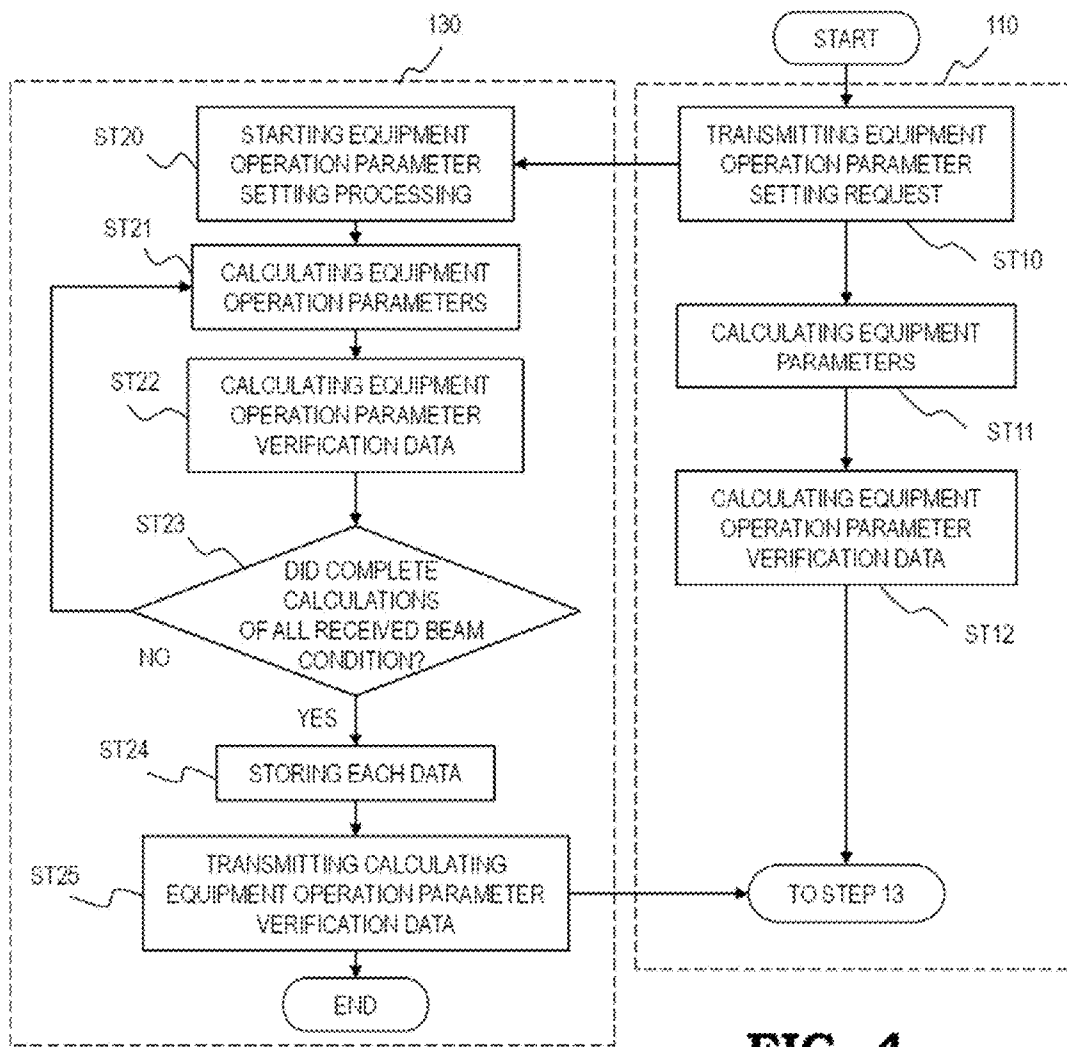 130
START
110
ST20
STARTING EQUIPMENT
OPERATION PARAMETER
SETTING PROCESSING
TRANSMITTING EQUIPMENT
OPERATION PARAMETER
SETTING REQUEST
ST10
ST21
CALCULATING EQUIPMENT
OPERATION PARAMETERS
CALCULATING EQUIPMENT
PARAMETERS
ST11
ST22
CALCULATING EQUIPMENT
OPERATION PARAMETER
VERIFICATION DATA
CALCULATING EQUIPMENT
OPERATION PARAMETER
VERIFICATION DATA
ST12
ST23
DID COMPLETE
CALCULATIONS
OF ALL RECEIVED BEAM
CONDITION?
NO
YES
ST24
STORING EACH DATA
ST25
TRANSMITTING CALCULATING
EQUIPMENT OPERATION PARAMETER
VERIFICATION DATA
TO STEP 13
END
FIG. 4